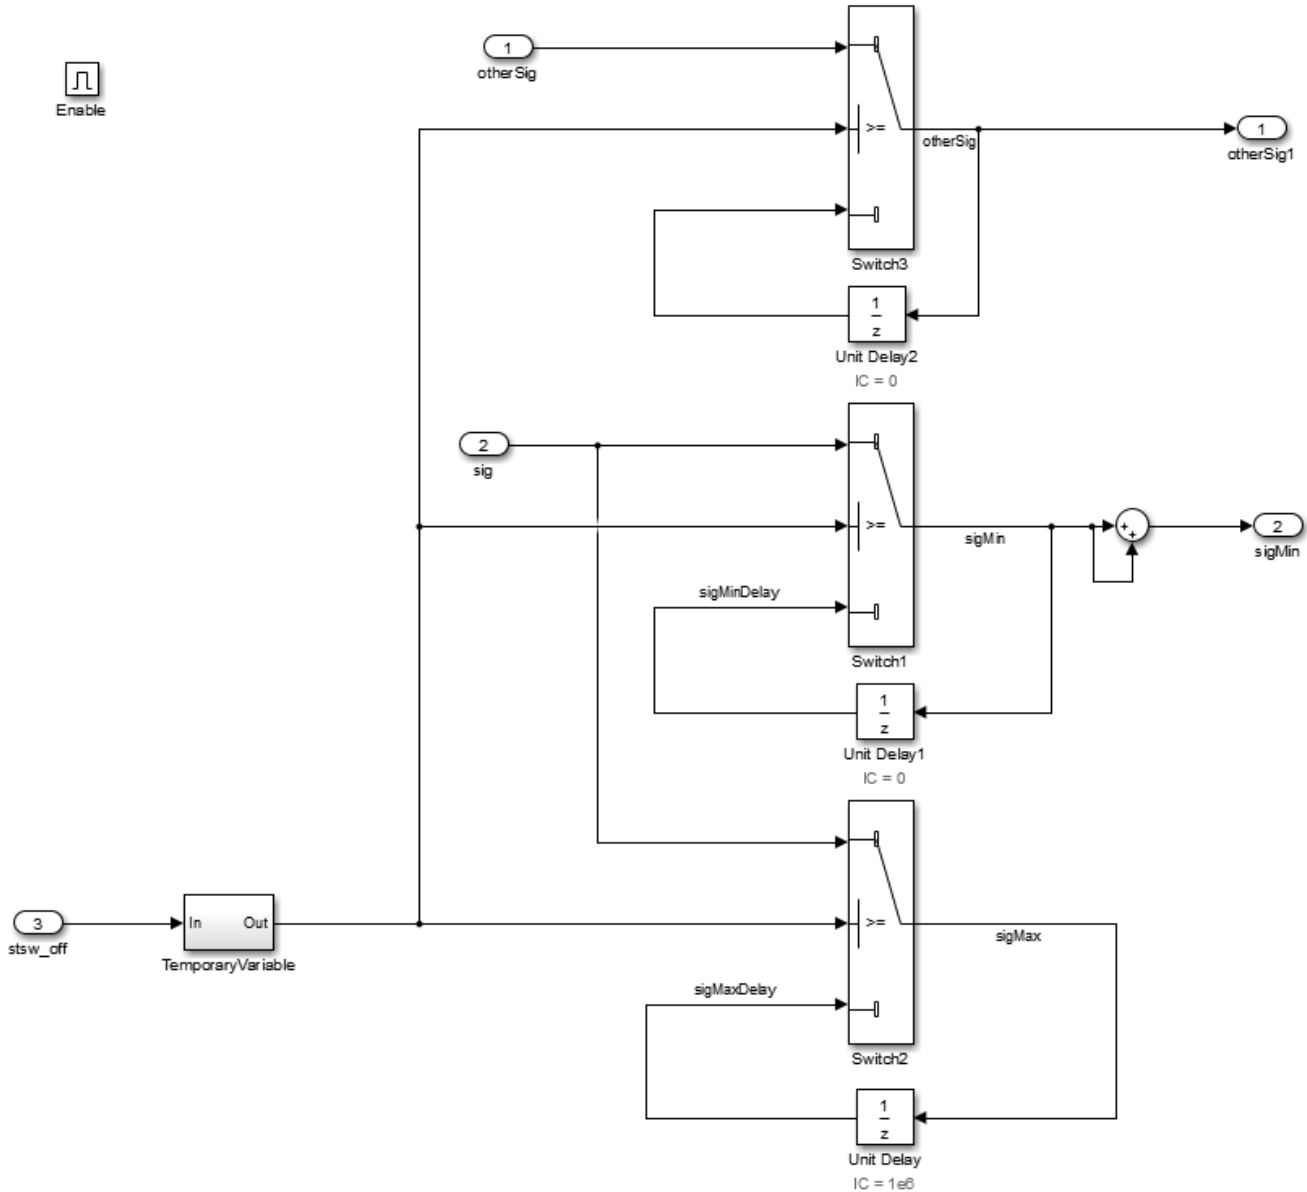 1
otherSig
Enable
>=
otherSig
1
otherSig1
Switch3
1
z
Unit Delay2
IC = 0
2
sig
>=
sigMin
+
+
2
sigMin
sigMinDelay
Switch1
1
z
Unit Delay1
IC = 0
3
stsw_off
In Out
TemporaryVariable
>=
sigMax
sigMaxDelay
Switch2
1
z
Unit Delay
IC = 1e6